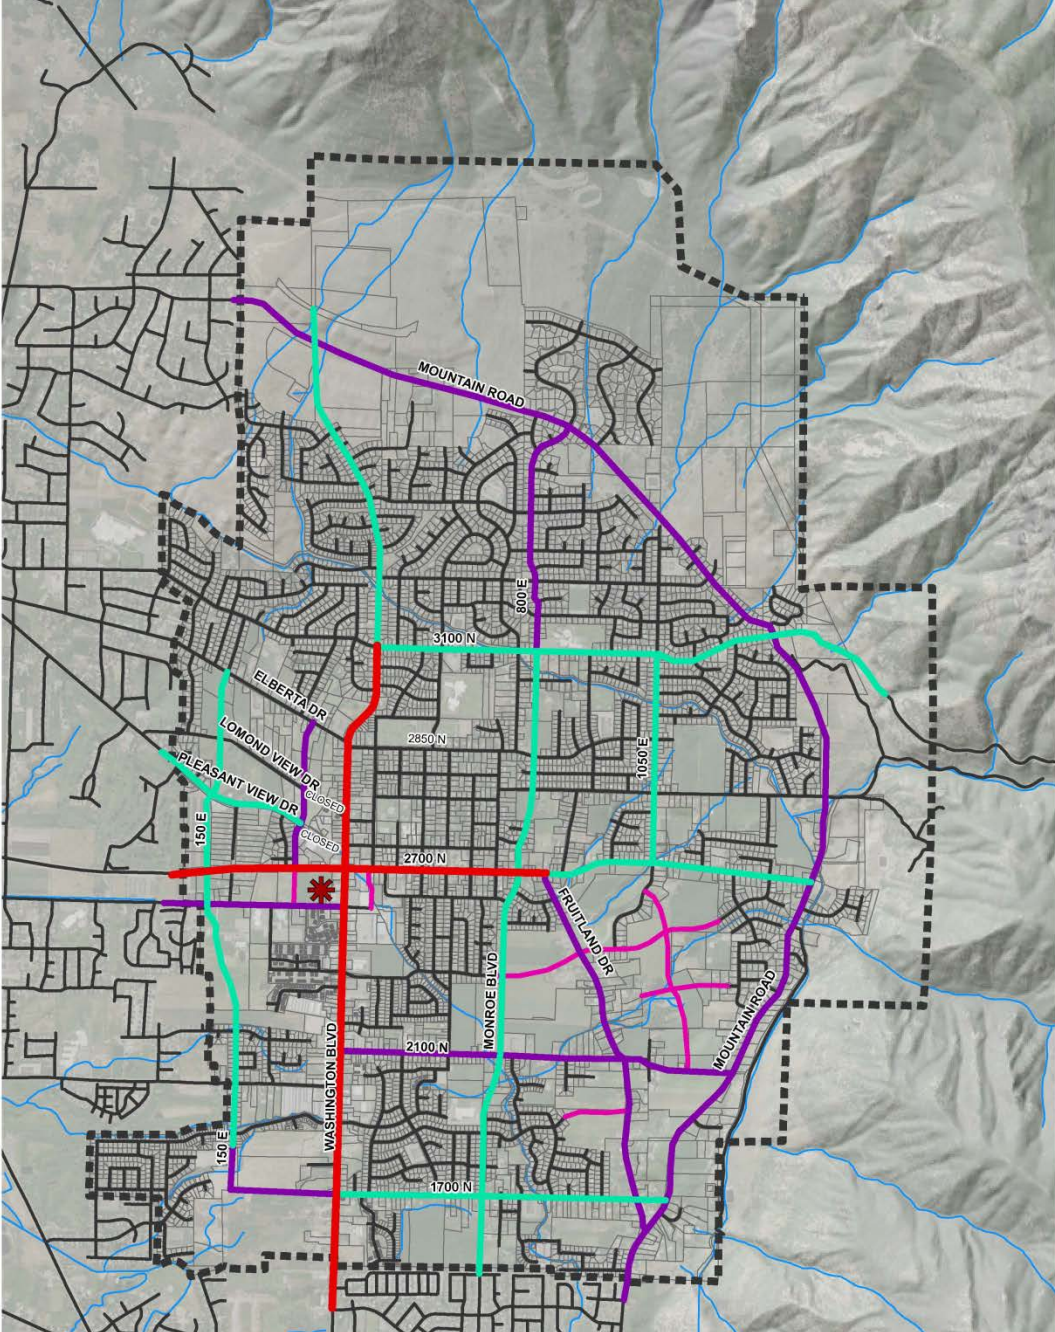 MOUNTAIN ROAD
800 E
3100 N
ELBERTA DR
2850 N
LOMOND VIEW DR
1050 E
PLEASANT VIEW DR
CLOSED
150 E
CLOSED
2700 N
FRUITLAND DR
MONROE BLVD
MOUNTAIN ROAD
WASHINGTON BLVD
2100 N
150 E
1700 N